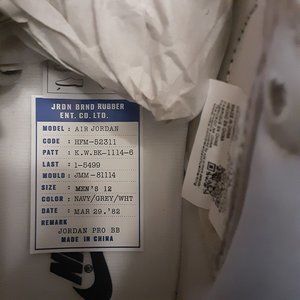 JRDN BRND RUBBER
ENT. CO. LTD.
MODEL : AIR JORDAN
CODE : HFM-52311
PATT : K.W.BK-1114-6
LAST : 1-5499
MOULD : JMM-81114
SIZE : MEN'S 12
COLOR : NAVY/GREY/WHT
DATE : MAR 29.'82
REMARK
JORDAN PRO BB
MADE IN CHINA
NIKE